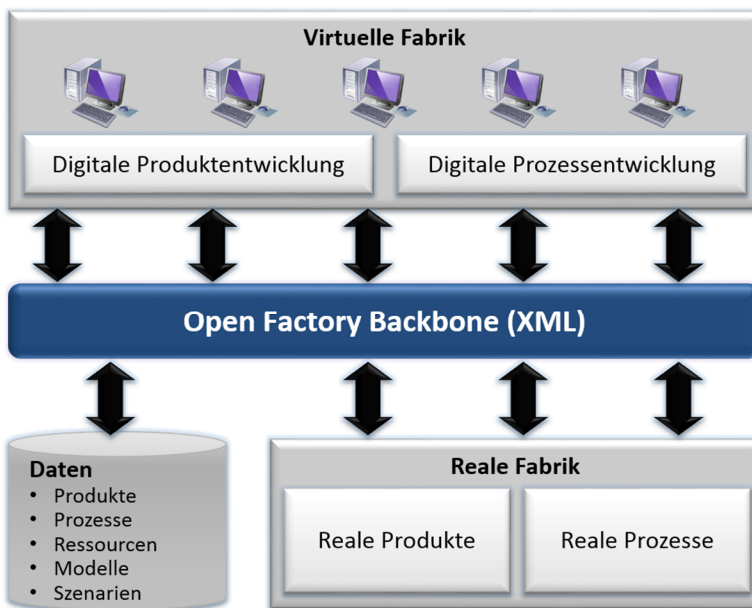 Virtuelle Fabrik
Digitale Produktentwicklung
Digitale Prozessentwicklung
Open Factory Backbone (XML)
Daten
• Produkte
• Prozesse
• Ressourcen
• Modelle
• Szenarien
Reale Fabrik
Reale Produkte
Reale Prozesse